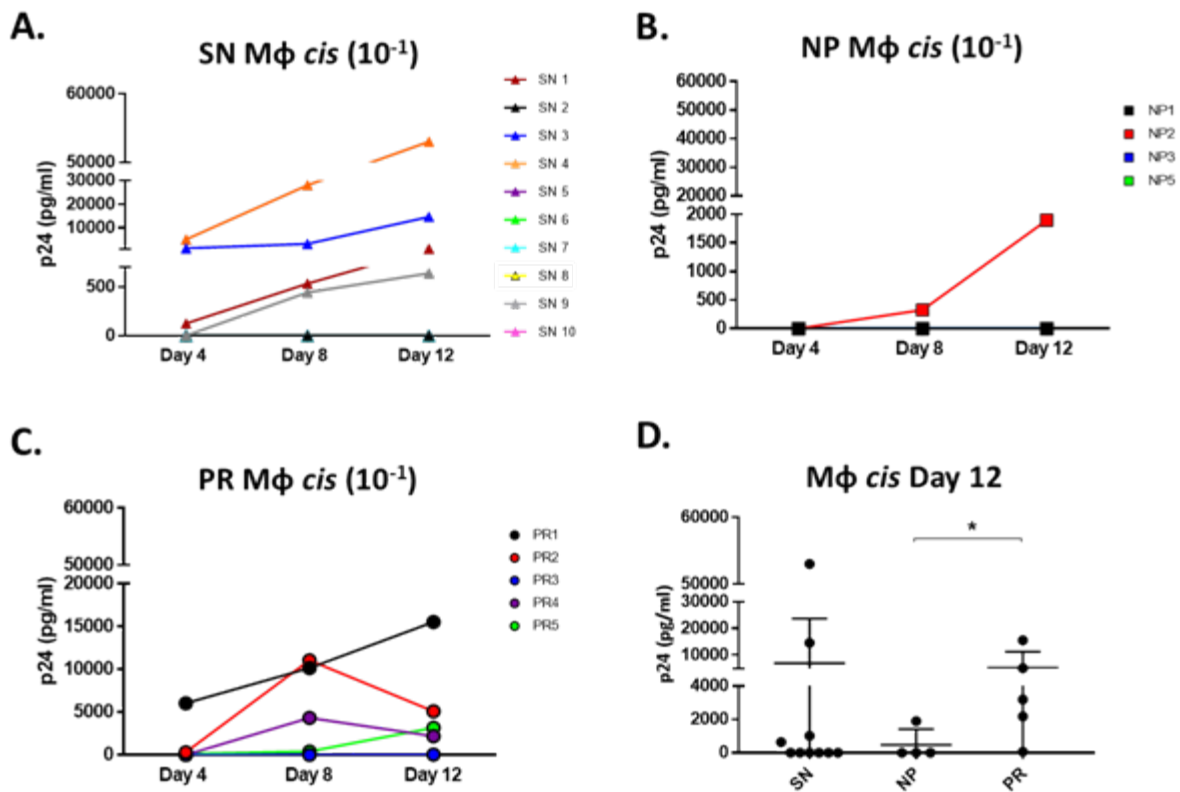 A.
SN Mϕ cis (10⁻¹)
p24 (pg/ml)
60000
50000
30000
20000
10000
500
0
Day 4 Day 8 Day 12
SN 1
SN 2
SN 3
SN 4
SN 5
SN 6
SN 7
SN 8
SN 9
SN 10
B.
NP Mϕ cis (10⁻¹)
p24 (pg/ml)
60000
50000
40000
30000
20000
2000
1500
1000
500
0
Day 4 Day 8 Day 12
NP1
NP2
NP3
NP5
C.
PR Mϕ cis (10⁻¹)
p24 (pg/ml)
60000
50000
20000
15000
10000
5000
0
Day 4 Day 8 Day 12
PR1
PR2
PR3
PR4
PR5
D.
Mϕ cis Day 12
p24 (pg/ml)
60000
50000
30000
20000
10000
4000
2000
0
*
SN NP PR